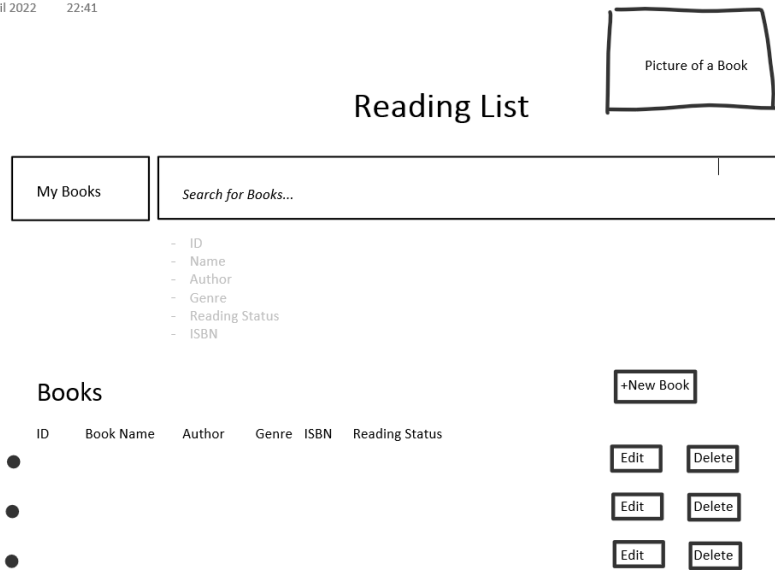 2022 22:41
Picture of a Book
Reading List
My Books
Search for Books...
- ID
- Name
- Author
- Genre
- Reading Status
- ISBN
Books
+New Book
ID Book Name Author Genre ISBN Reading Status
Edit Delete
Edit Delete
Edit Delete